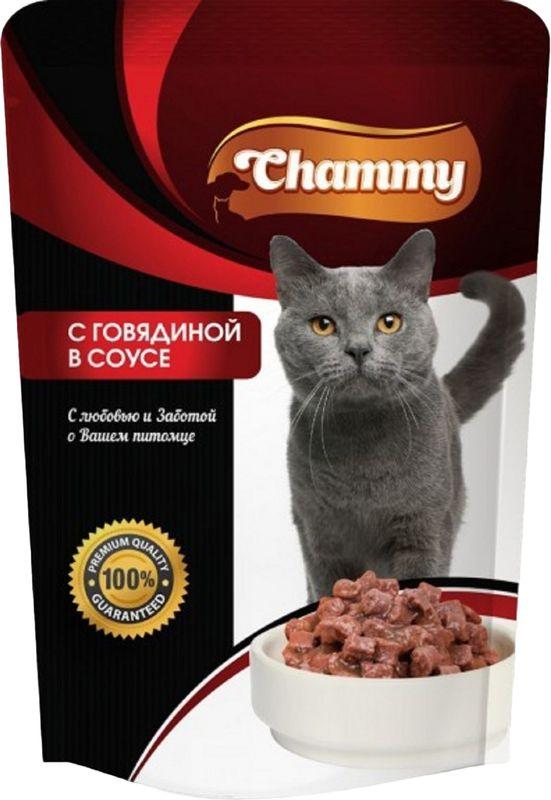 Chammy
С ГОВЯДИНОЙ
В СОУСЕ
С любовью и Заботой
о Вашем питомце
PREMIUM QUALITY
100%
GUARANTEED